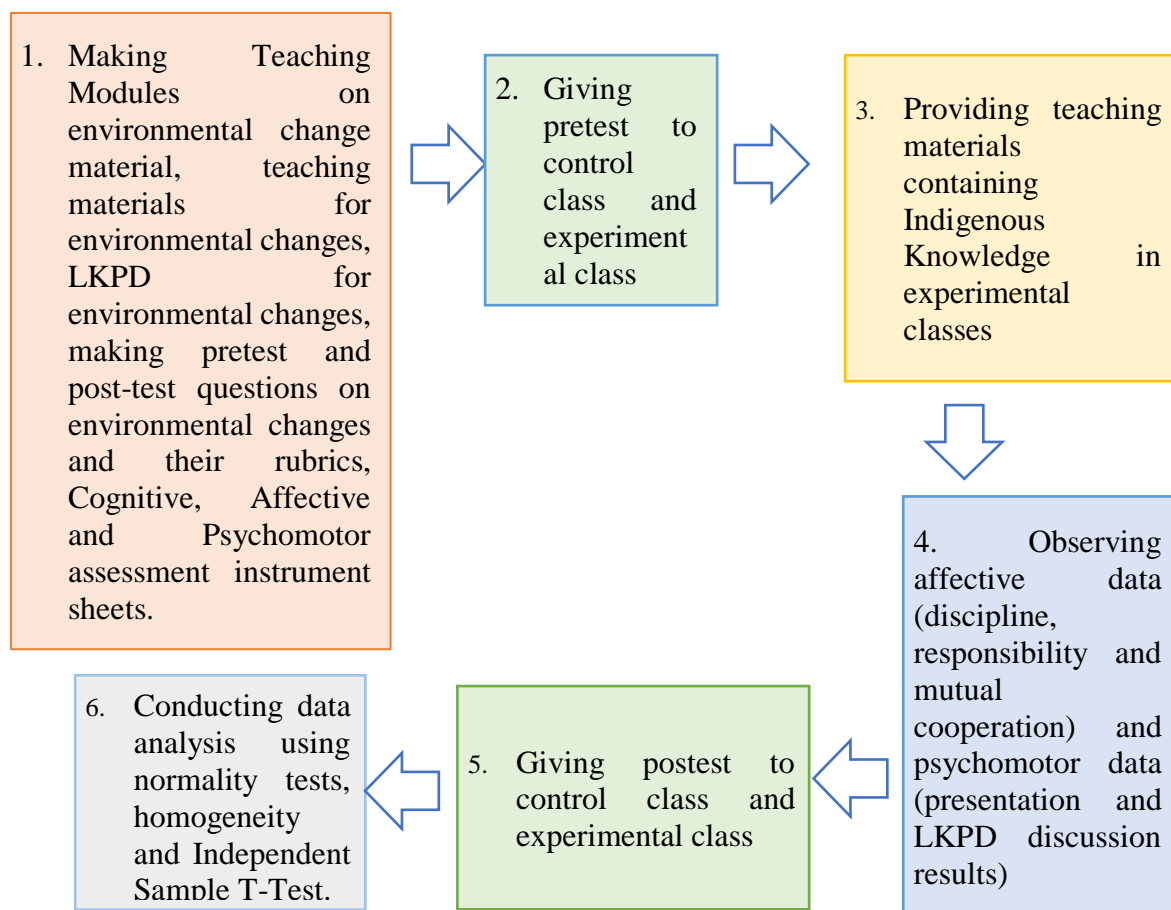 1. Making Teaching
Modules on
environmental change
material, teaching
materials for
environmental changes,
LKPD for
environmental changes,
making pretest and
post-test questions on
environmental changes
and their rubrics,
Cognitive, Affective
and Psychomotor
assessment instrument
sheets.
2. Giving
pretest to
control
class and
experiment
al class
3. Providing teaching
materials
containing
Indigenous
Knowledge in
experimental
classes
4. Observing
affective data
(discipline,
responsibility and
mutual
cooperation) and
psychomotor data
(presentation and
LKPD discussion
results)
5. Giving postest to
control class and
experimental class
6. Conducting data
analysis using
normality tests,
homogeneity
and Independent
Sample T-Test.